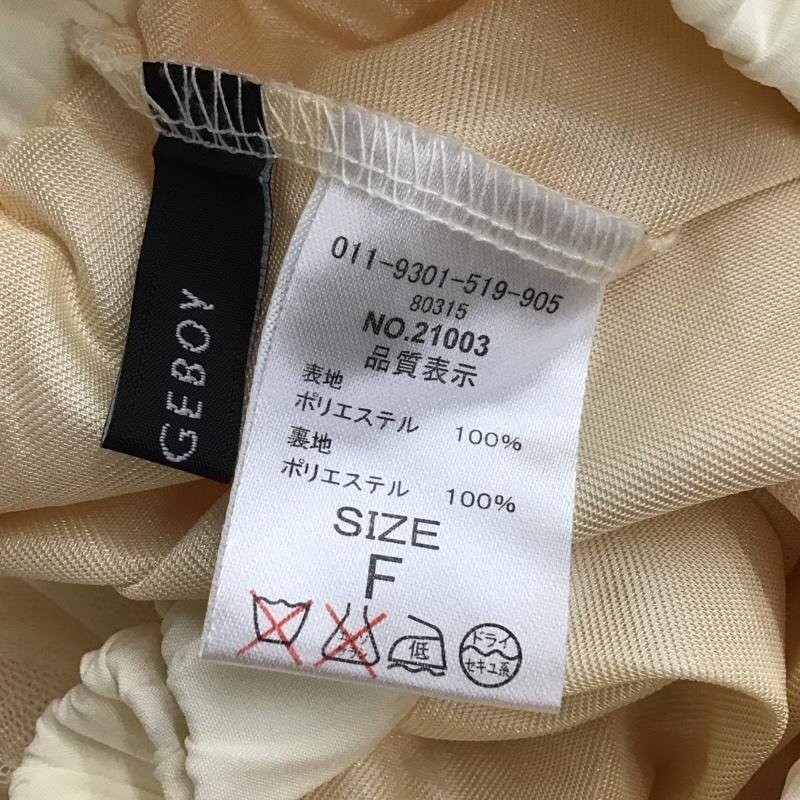 GEBOY
011-9301-519-905
80315
NO.21003
品質表示
表地
ポリエステル 100%
裏地
ポリエステル 100%
SIZE
F
低
ドライ
セキユ系